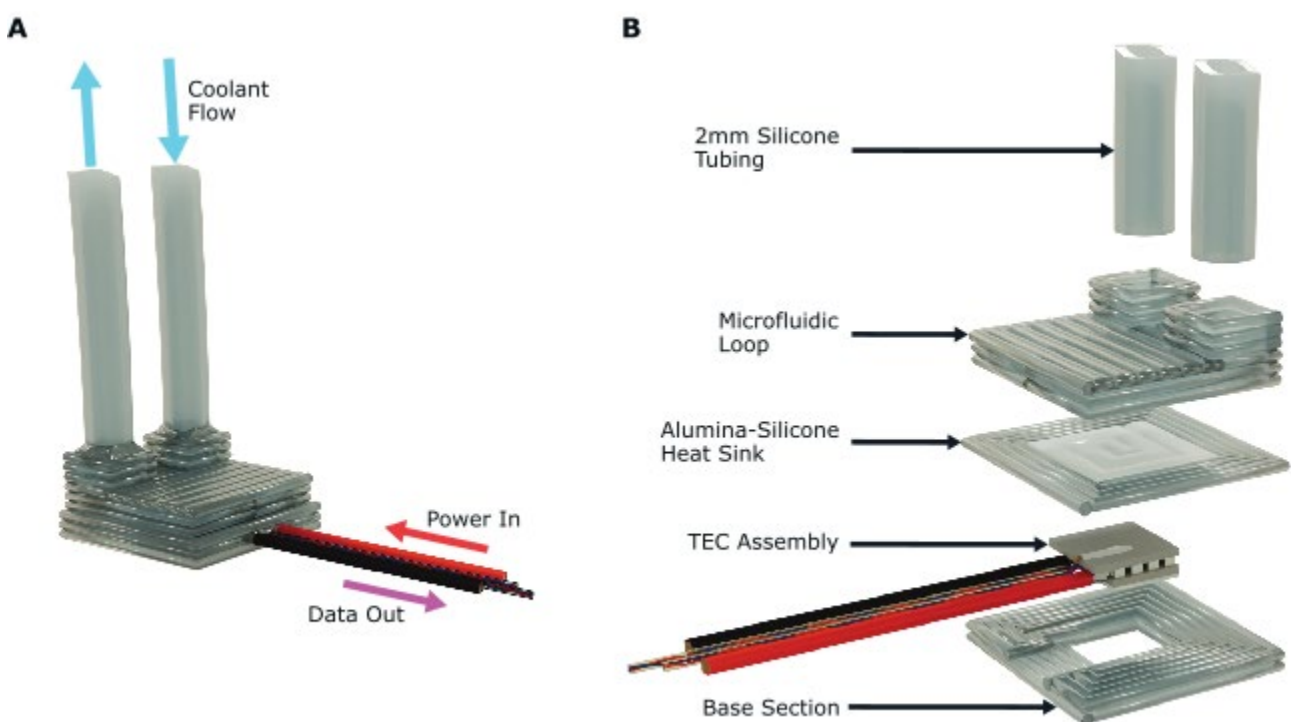 A
Coolant
Flow
Power In
Data Out
B
2mm Silicone
Tubing
Microfluidic
Loop
Alumina-Silicone
Heat Sink
TEC Assembly
Base Section